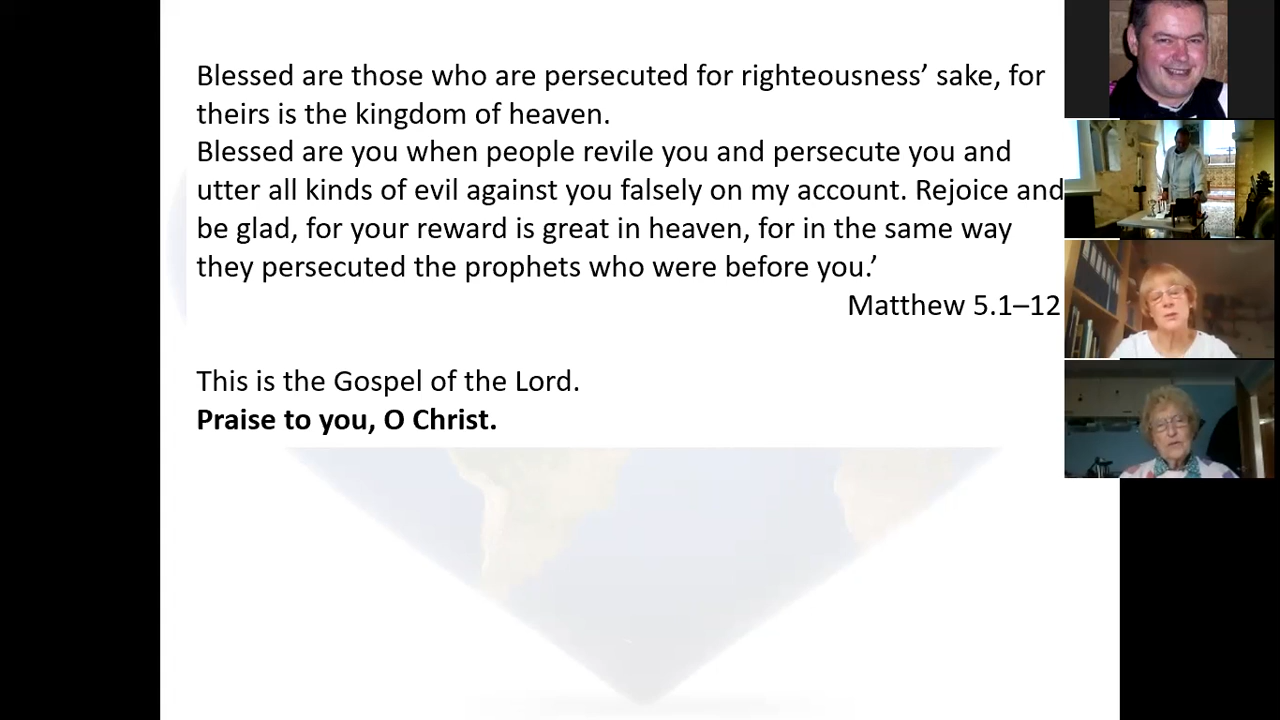 Blessed are those who are persecuted for righteousness’ sake, for
theirs is the kingdom of heaven.
Blessed are you when people revile you and persecute you and
utter all kinds of evil against you falsely on my account. Rejoice and
be glad, for your reward is great in heaven, for in the same way
they persecuted the prophets who were before you.’
Matthew 5.1–12
This is the Gospel of the Lord.
Praise to you, O Christ.